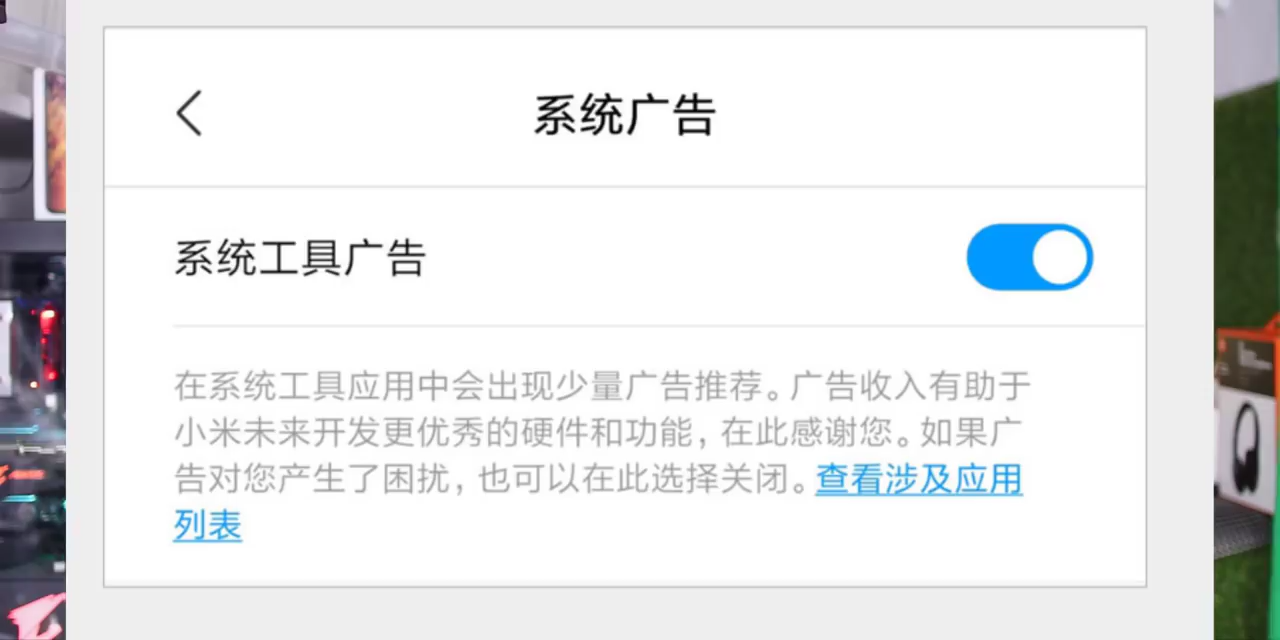 系统广告
系统工具广告
在系统工具应用中会出现少量广告推荐。广告收入有助于
小米未来开发更优秀的硬件和功能，在此感谢您。如果广
告对您产生了困扰，也可以在此选择关闭。查看涉及应用
列表